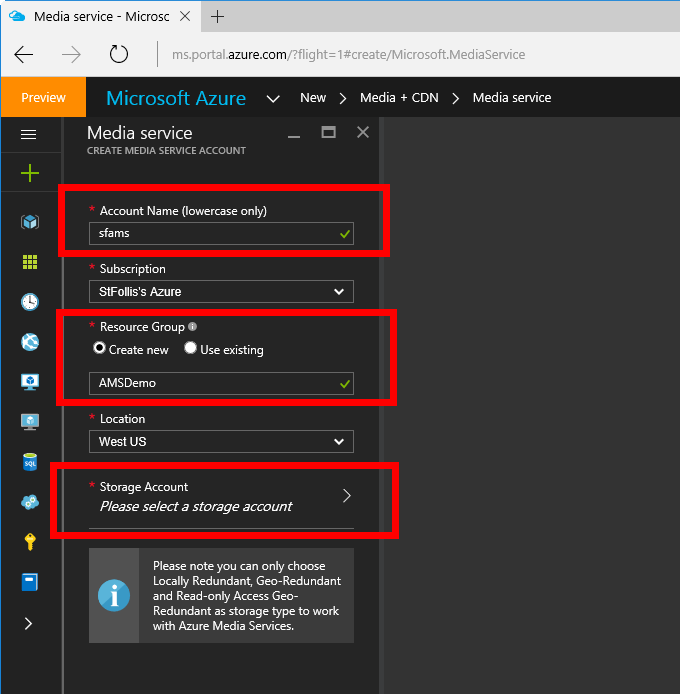 Media service - Microsc
ms.portal.azure.com/?flight=1#create/Microsoft.MediaService
Preview
Microsoft Azure
New > Media + CDN > Media service
Media service
CREATE MEDIA SERVICE ACCOUNT
* Account Name (lowercase only)
sfams
* Subscription
StFollis's Azure
* Resource Group
Create new Use existing
AMSDemo
* Location
West US
* Storage Account
Please select a storage account
Please note you can only choose
Locally Redundant, Geo-Redundant
and Read-only Access Geo-
Redundant as storage type to work
with Azure Media Services.
SQL